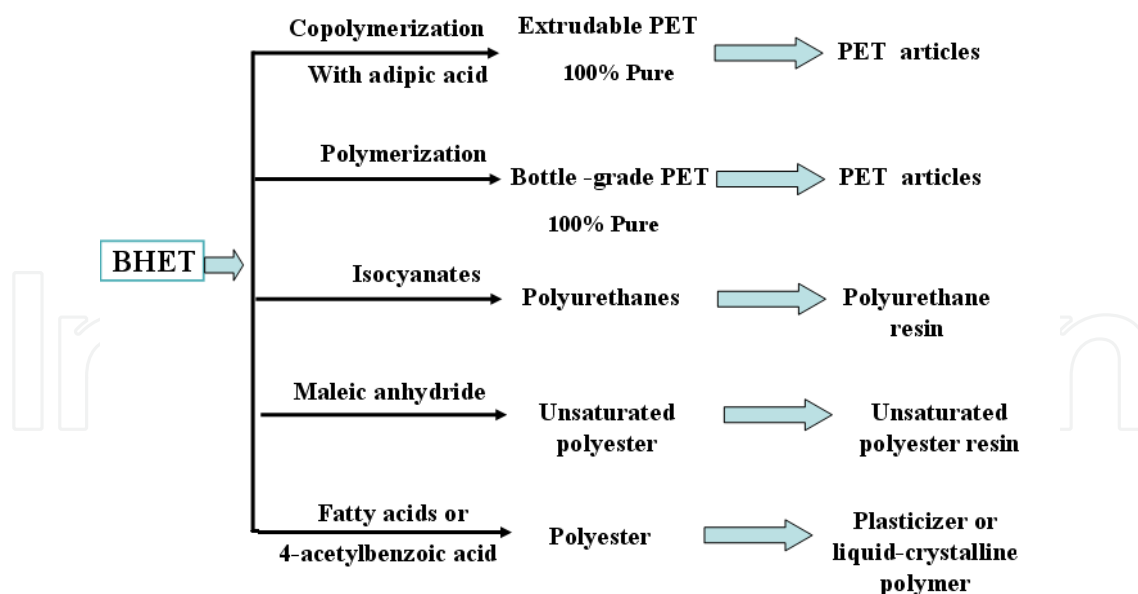 Copolymerization
With adipic acid
Extrudable PET
100% Pure
PET articles
Polymerization
Bottle -grade PET
100% Pure
PET articles
BHET
Isocyanates
Polyurethanes
Polyurethane
resin
Maleic anhydride
Unsaturated
polyester
Unsaturated
polyester resin
Fatty acids or
4-acetylbenzoic acid
Polyester
Plasticizer or
liquid-crystalline
polymer